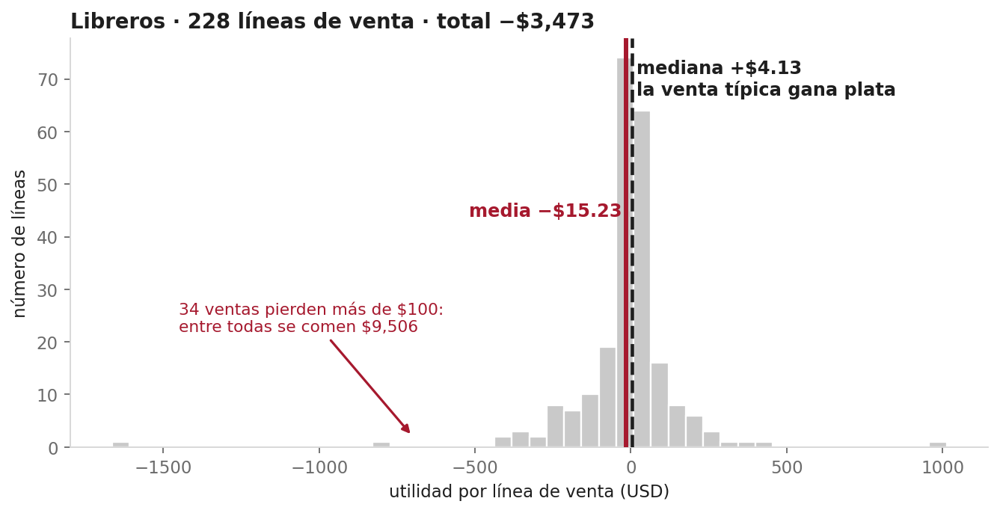 Libreros · 228 líneas de venta · total −$3,473
mediana +$4.13
la venta típica gana plata
media −$15.23
34 ventas pierden más de $100:
entre todas se comen $9,506
número de líneas
70
60
50
40
30
20
10
0
−1500
−1000
−500
0
500
1000
utilidad por línea de venta (USD)